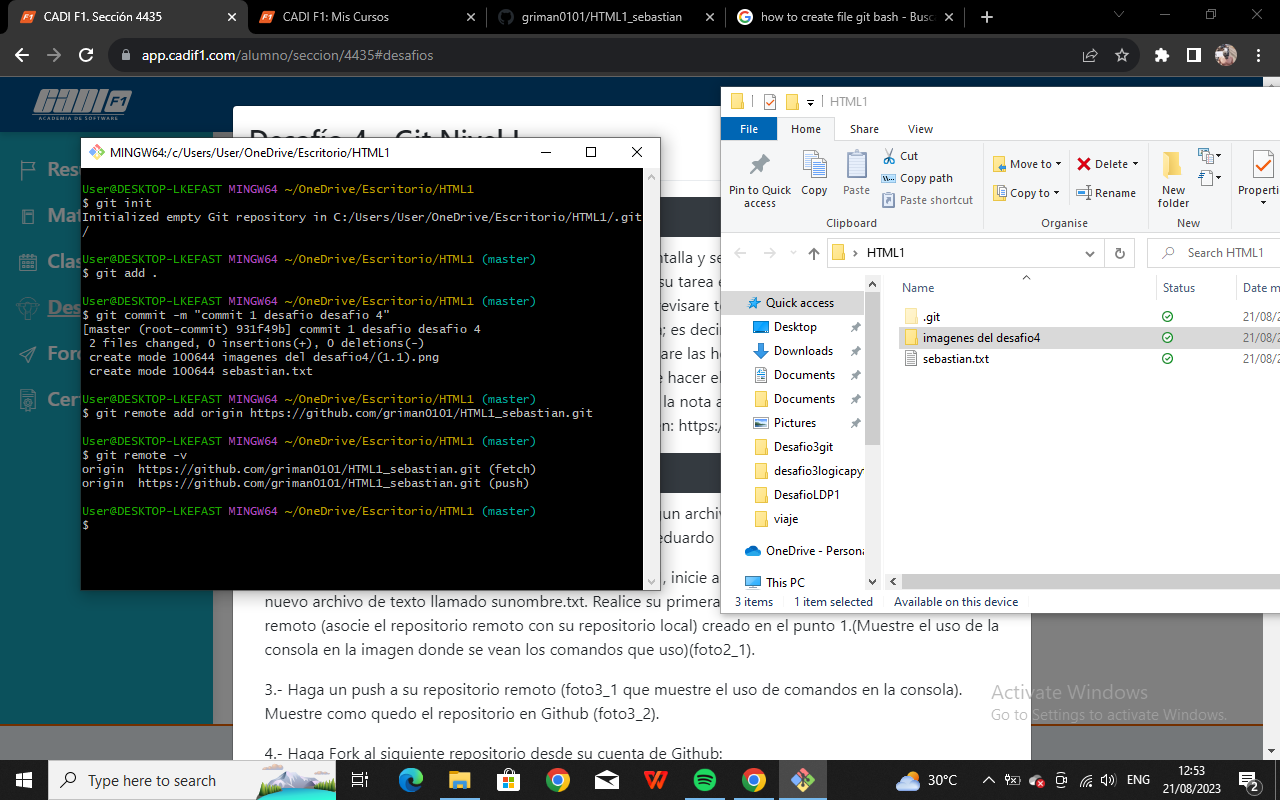 CADI F1. Sección 4435
CADI F1: Mis Cursos
griman0101/HTML1_sebastian
how to create file git bash - Busc
app.cadif1.com/alumno/seccion/4435#desafios
CADI F1
ACADEMIA DE SOFTWARE
Res
Mat
Clas
Des
Foro
Cert
Desafío 4 - Git Nivel I
MINGW64:/c/Users/User/OneDrive/Escritorio/HTML1
User@DESKTOP-LKEFAST MINGW64 ~/OneDrive/Escritorio/HTML1
$ git init
Initialized empty Git repository in C:/Users/User/OneDrive/Escritorio/HTML1/.git
/
User@DESKTOP-LKEFAST MINGW64 ~/OneDrive/Escritorio/HTML1 (master)
$ git add .
User@DESKTOP-LKEFAST MINGW64 ~/OneDrive/Escritorio/HTML1 (master)
$ git commit -m "commit 1 desafio desafio 4"
[master (root-commit) 931f49b] commit 1 desafio desafio 4
2 files changed, 0 insertions(+), 0 deletions(-)
create mode 100644 imagenes del desafio4/(1.1).png
create mode 100644 sebastian.txt
User@DESKTOP-LKEFAST MINGW64 ~/OneDrive/Escritorio/HTML1 (master)
$ git remote add origin https://github.com/griman0101/HTML1_sebastian.git
User@DESKTOP-LKEFAST MINGW64 ~/OneDrive/Escritorio/HTML1 (master)
$ git remote -v
origin  https://github.com/griman0101/HTML1_sebastian.git (fetch)
origin  https://github.com/griman0101/HTML1_sebastian.git (push)
User@DESKTOP-LKEFAST MINGW64 ~/OneDrive/Escritorio/HTML1 (master)
$
ntalla y se
su tarea e
evisare to
; es decir
are las he
e hacer el
la nota a
en: https:/
gun archiv
eduardo
, inicie a
nuevo archivo de texto llamado sunombre.txt. Realice su primera
remoto (asocie el repositorio remoto con su repositorio local) creado en el punto 1.(Muestre el uso de la
consola en la imagen donde se vean los comandos que uso)(foto2_1).
3.- Haga un push a su repositorio remoto (foto3_1 que muestre el uso de comandos en la consola).
Muestre como quedo el repositorio en Github (foto3_2).
4.- Haga Fork al siguiente repositorio desde su cuenta de Github:
HTML1
File Home Share View
Pin to Quick access
Copy
Paste
Cut
Copy path
Paste shortcut
Clipboard
Move to
Copy to
Delete
Rename
Organise
New folder
New
Properti
HTML1
Search HTML1
Quick access
Desktop
Downloads
Documents
Documents
Pictures
Desafio3git
desafio3logicapy
DesafioLDP1
viaje
OneDrive - Persona
This PC
Name Status Date m
.git 21/08/2
imagenes del desafio4 21/08/2
sebastian.txt 21/08/2
3 items 1 item selected Available on this device
Activate Windows
Go to Settings to activate Windows.
Type here to search
30°C
ENG
12:53
21/08/2023
2